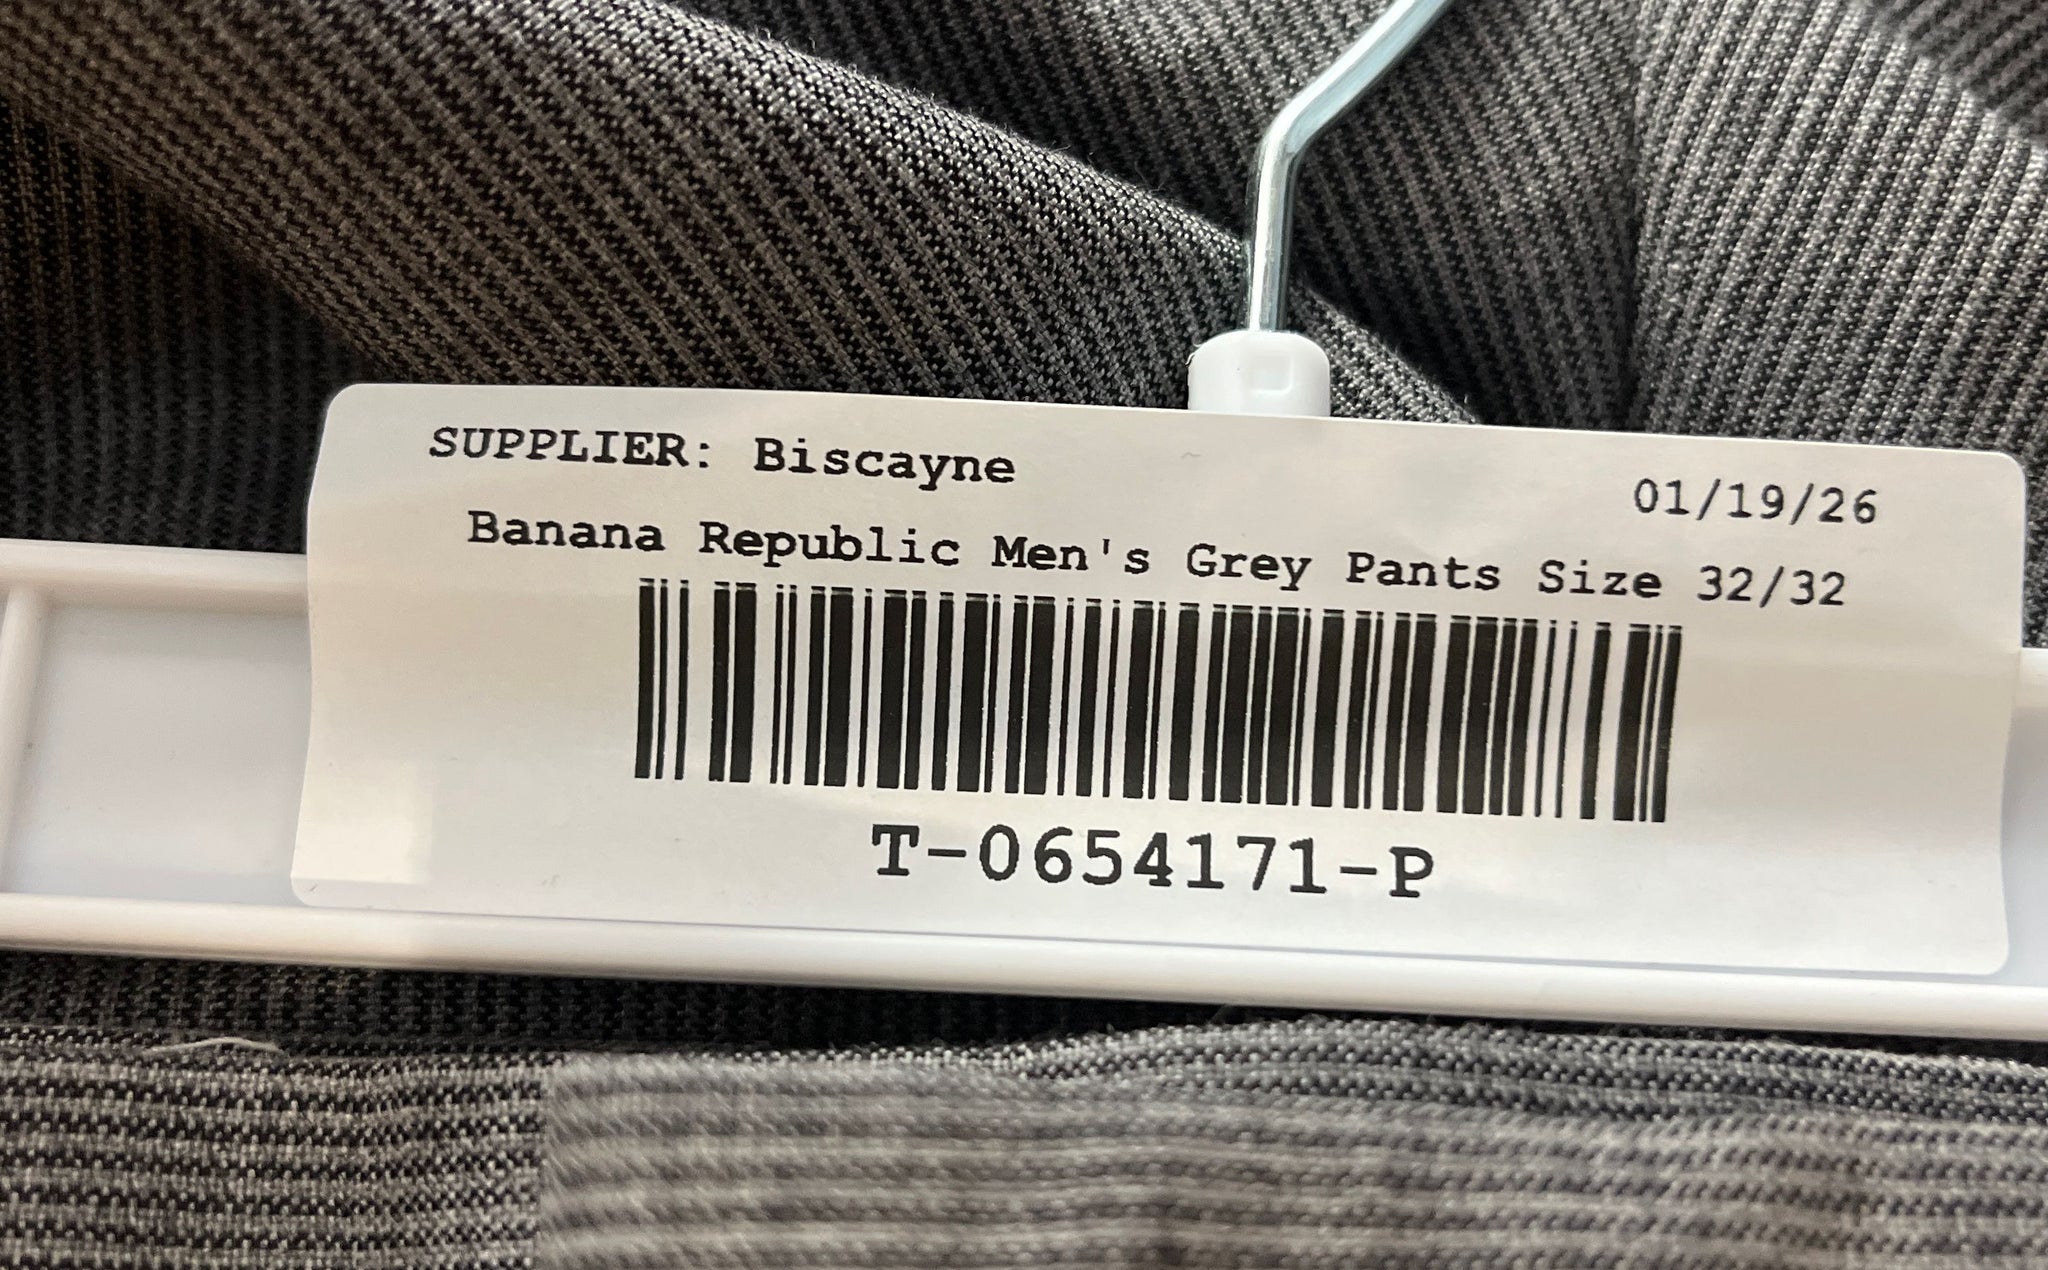 SUPPLIER: Biscayne
01/19/26
Banana Republic Men's Grey Pants Size 32/32
T-0654171-P